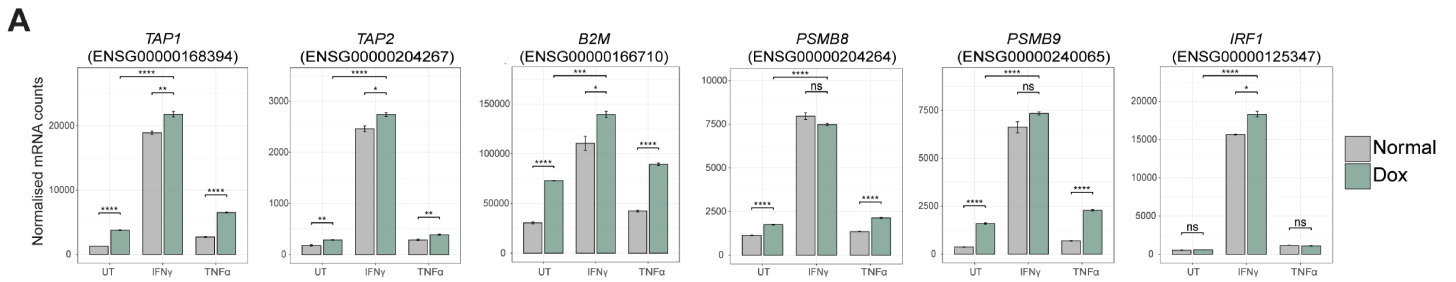 A
TAP1
(ENSG00000168394)
TAP2
(ENSG00000204267)
B2M
(ENSG00000166710)
PSMB8
(ENSG00000204264)
PSMB9
(ENSG00000240065)
IRF1
(ENSG00000125347)
Normalised mRNA counts
20000
10000
0
****
**
****
****
UT
IFNγ
TNFα
3000
2000
1000
0
****
*
**
**
UT
IFNγ
TNFα
150000
100000
50000
0
***
*
****
****
UT
IFNγ
TNFα
10000
7500
5000
2500
0
****
ns
****
****
UT
IFNγ
TNFα
7500
5000
2500
0
****
ns
****
****
UT
IFNγ
TNFα
20000
15000
10000
5000
0
****
*
ns
ns
UT
IFNγ
TNFα
Normal
Dox